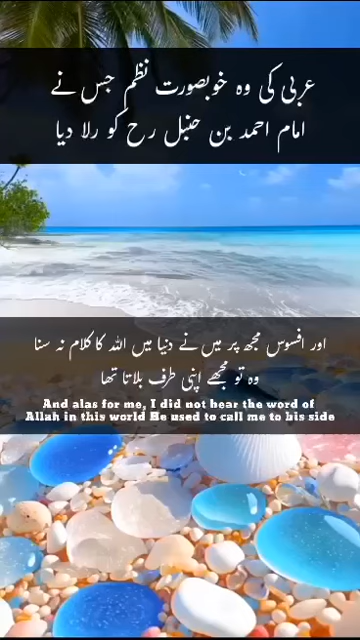 عربی کی وہ خوبصورت نظم جس نے
امام احمد بن حنبل رح کو رلا دیا
اور افسوس مجھ پر میں نے دنیا میں اللہ کا کلام نہ سنا
وہ تو مجھے اپنی طرف بلاتا تھا
And alas for me, I did not hear the word of
Allah in this world He used to call me to his side